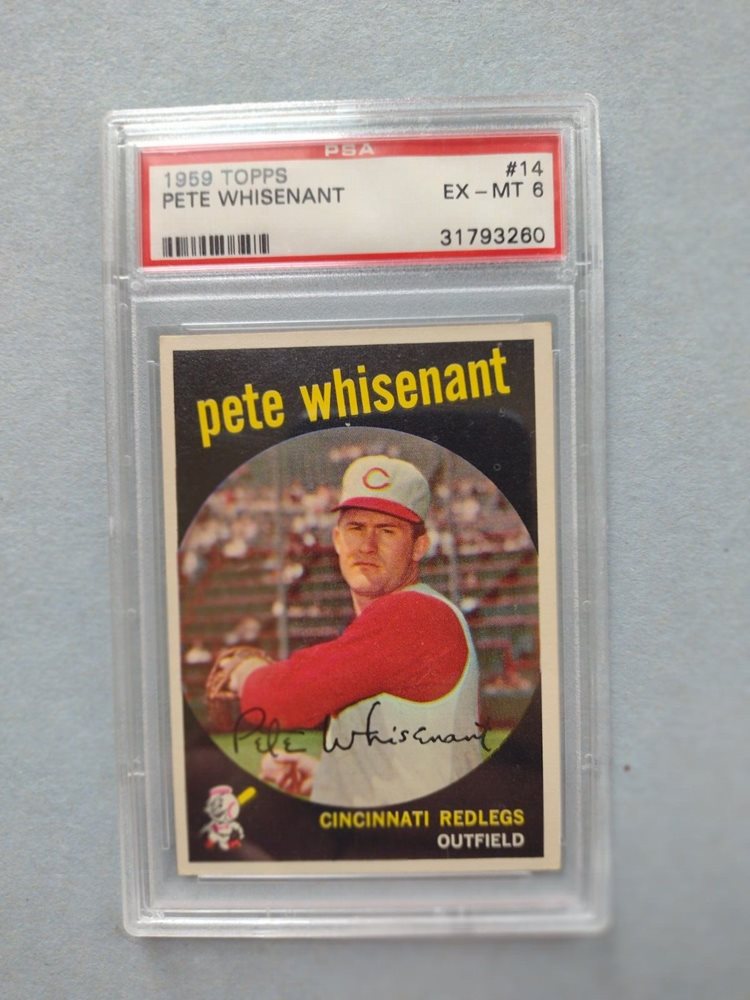 PSA
1959 TOPPS #14
PETE WHISENANT EX - MT 6
31793260
pete whisenant
C
Pete Whisenant
CINCINNATI REDLEGS
OUTFIELD